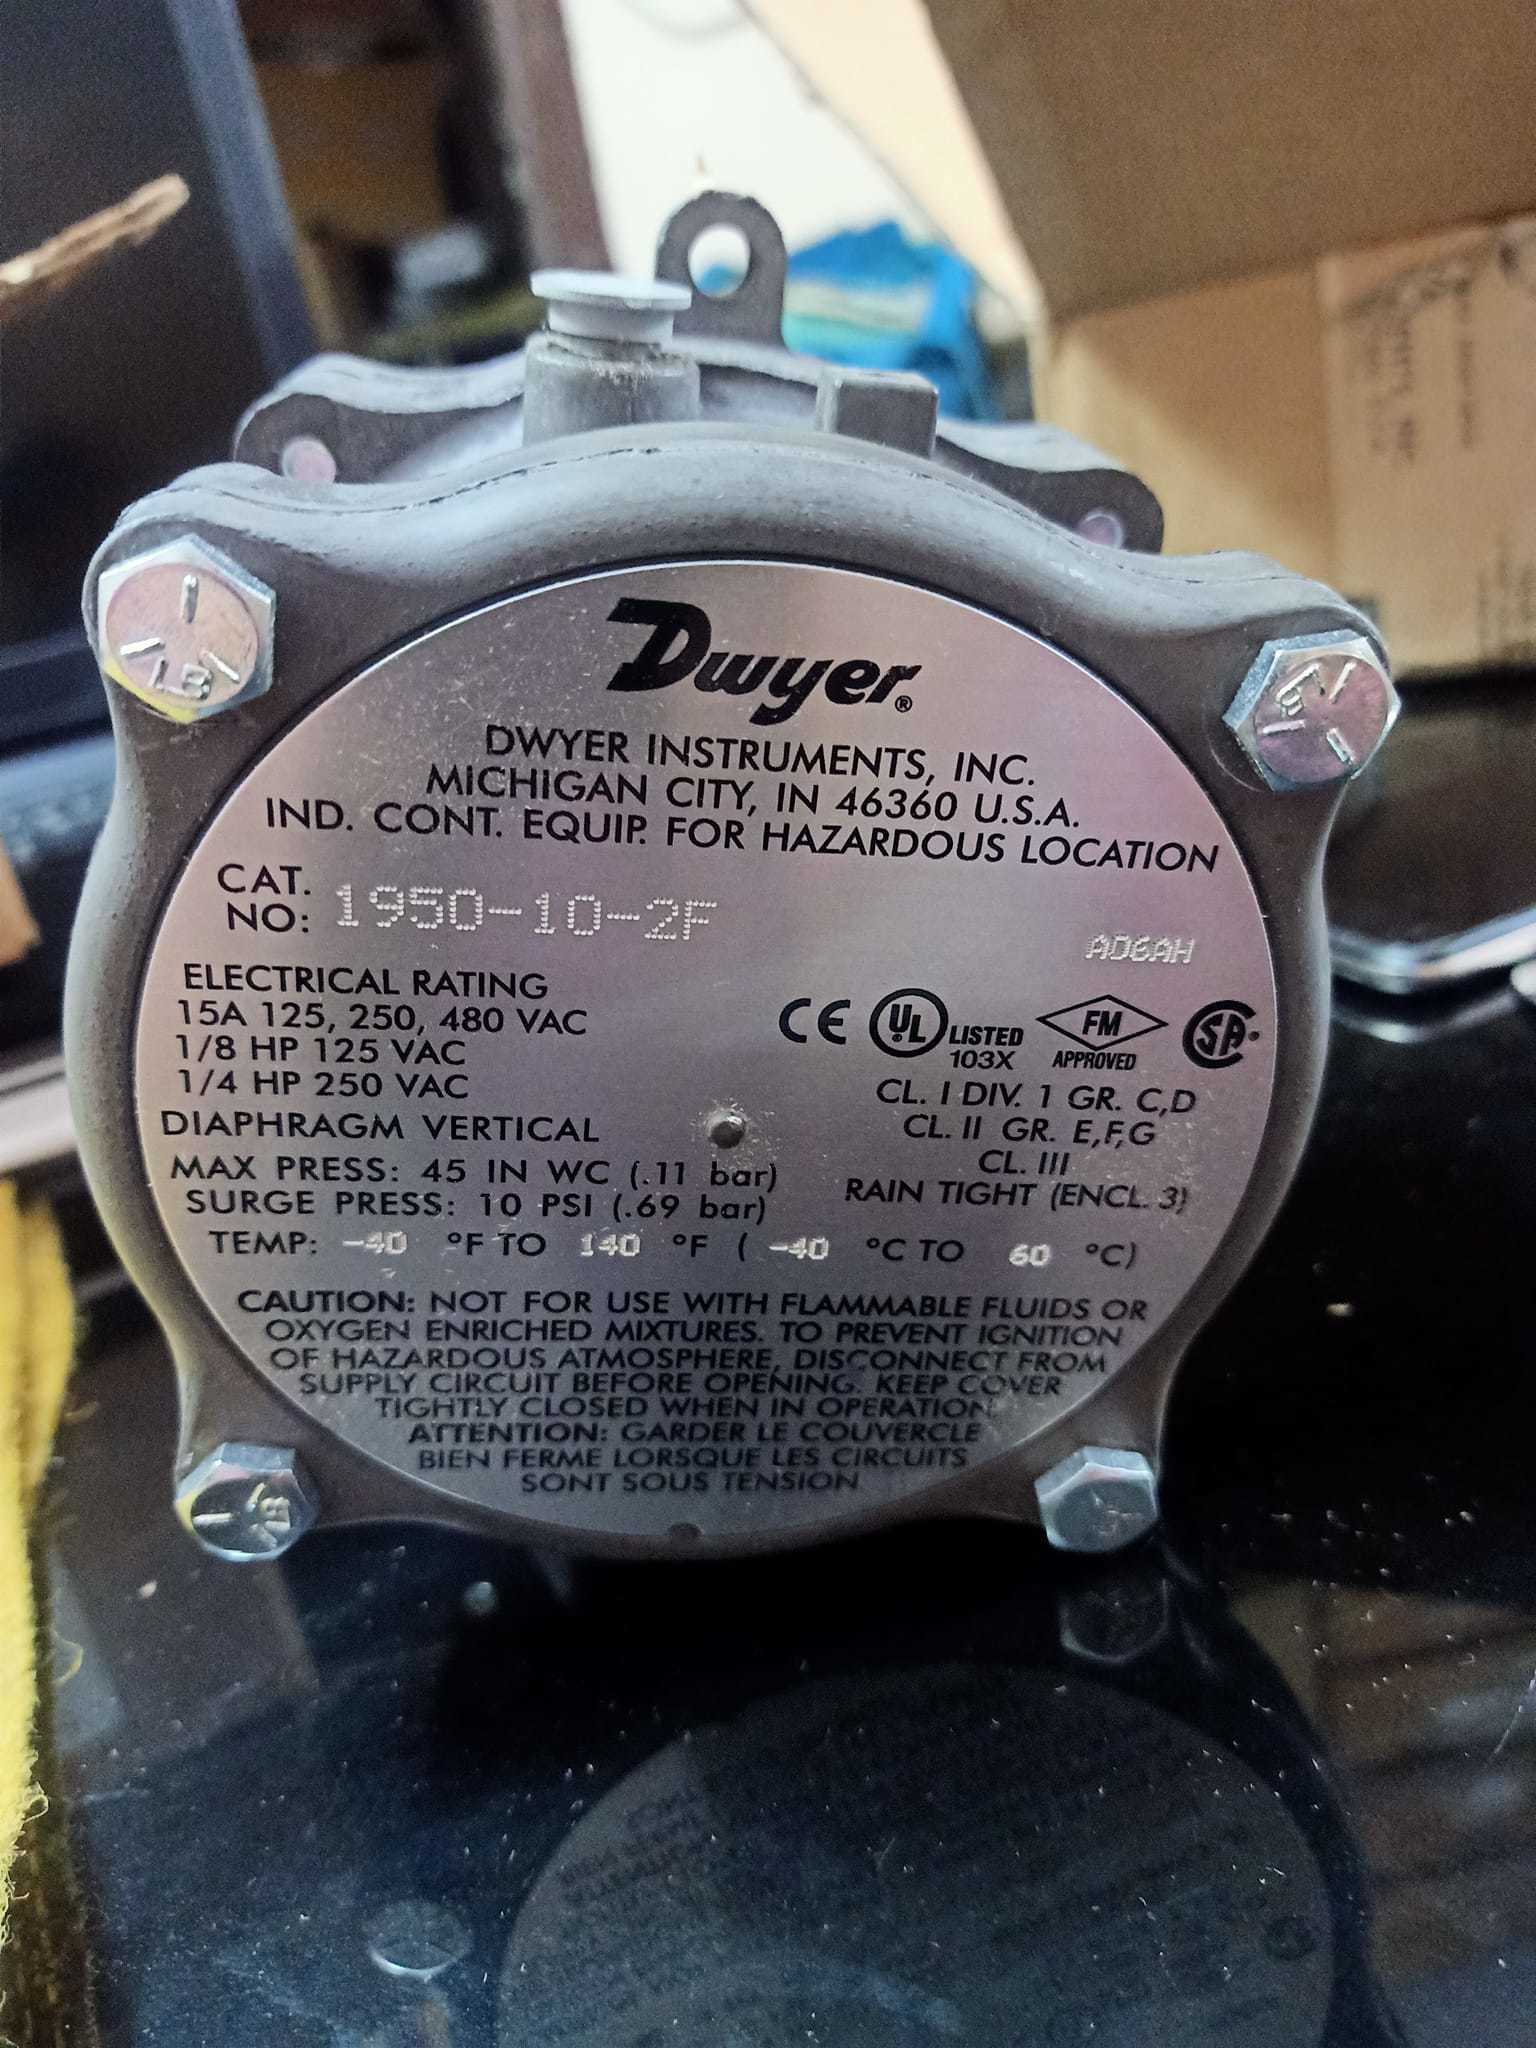 Dwyer®
DWYER INSTRUMENTS, INC.
MICHIGAN CITY, IN 46360 U.S.A.
IND. CONT. EQUIP. FOR HAZARDOUS LOCATION
CAT. NO: 1950-10-2F
AD6AH
ELECTRICAL RATING
15A 125, 250, 480 VAC
1/8 HP 125 VAC
1/4 HP 250 VAC
CE UL LISTED 103X FM APPROVED SA
CL. I DIV. 1 GR. C,D
CL. II GR. E,F,G
CL. III
RAIN TIGHT (ENCL. 3)
DIAPHRAGM VERTICAL
MAX PRESS: 45 IN WC (.11 bar)
SURGE PRESS: 10 PSI (.69 bar)
TEMP: -40 °F TO 140 °F ( -40 °C TO 60 °C)
CAUTION: NOT FOR USE WITH FLAMMABLE FLUIDS OR
OXYGEN ENRICHED MIXTURES. TO PREVENT IGNITION
OF HAZARDOUS ATMOSPHERE, DISCONNECT FROM
SUPPLY CIRCUIT BEFORE OPENING. KEEP COVER
TIGHTLY CLOSED WHEN IN OPERATION.
ATTENTION: GARDER LE COUVERCLE
BIEN FERME LORSQUE LES CIRCUITS
SONT SOUS TENSION